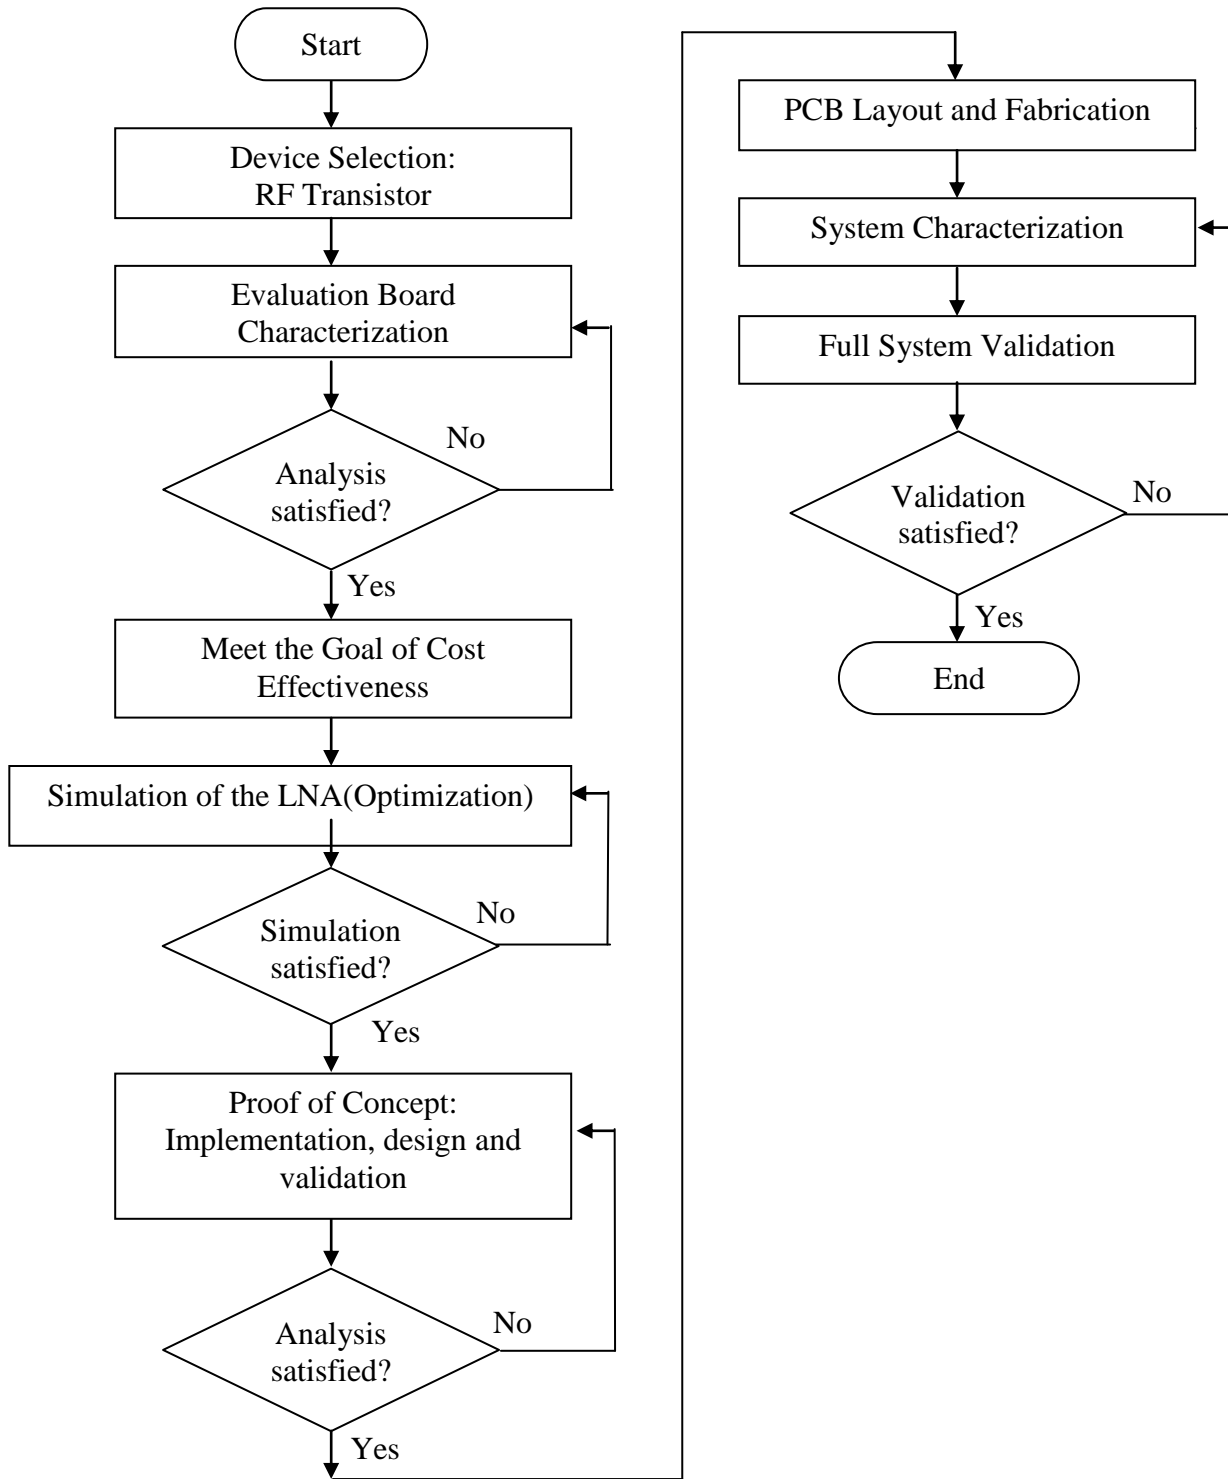 Start
Device Selection:
RF Transistor
Evaluation Board
Characterization
No
Analysis
satisfied?
Yes
Meet the Goal of Cost
Effectiveness
Simulation of the LNA(Optimization)
No
Simulation
satisfied?
Yes
Proof of Concept:
Implementation, design and
validation
No
Analysis
satisfied?
Yes
PCB Layout and Fabrication
System Characterization
Full System Validation
No
Validation
satisfied?
Yes
End